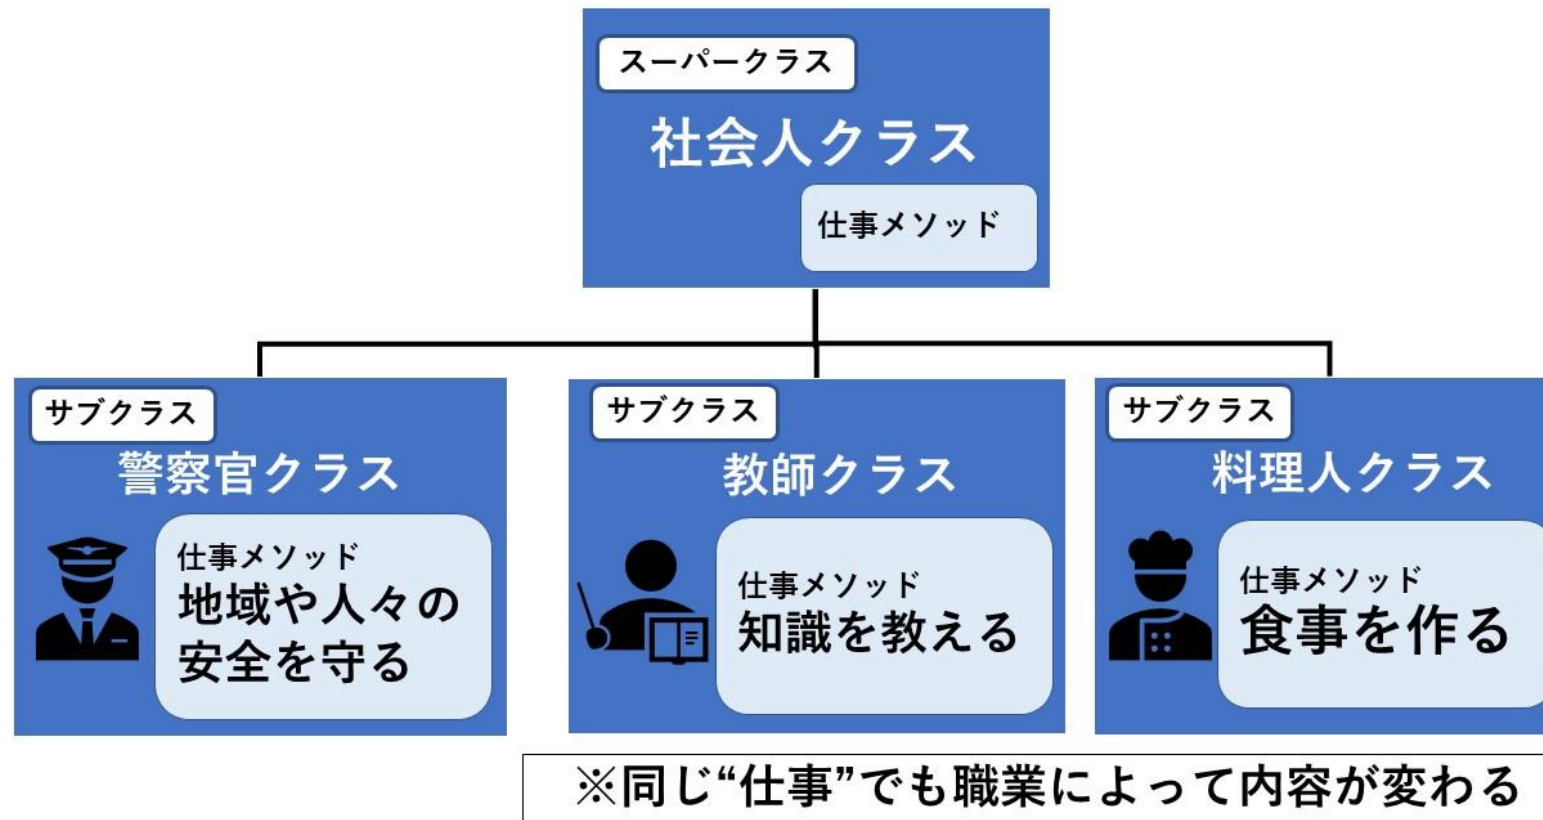 スーパークラス
社会人クラス
仕事メソッド
サブクラス
警察官クラス
仕事メソッド
地域や人々の
安全を守る
サブクラス
教師クラス
仕事メソッド
知識を教える
サブクラス
料理人クラス
仕事メソッド
食事を作る
※同じ“仕事”でも職業によって内容が変わる